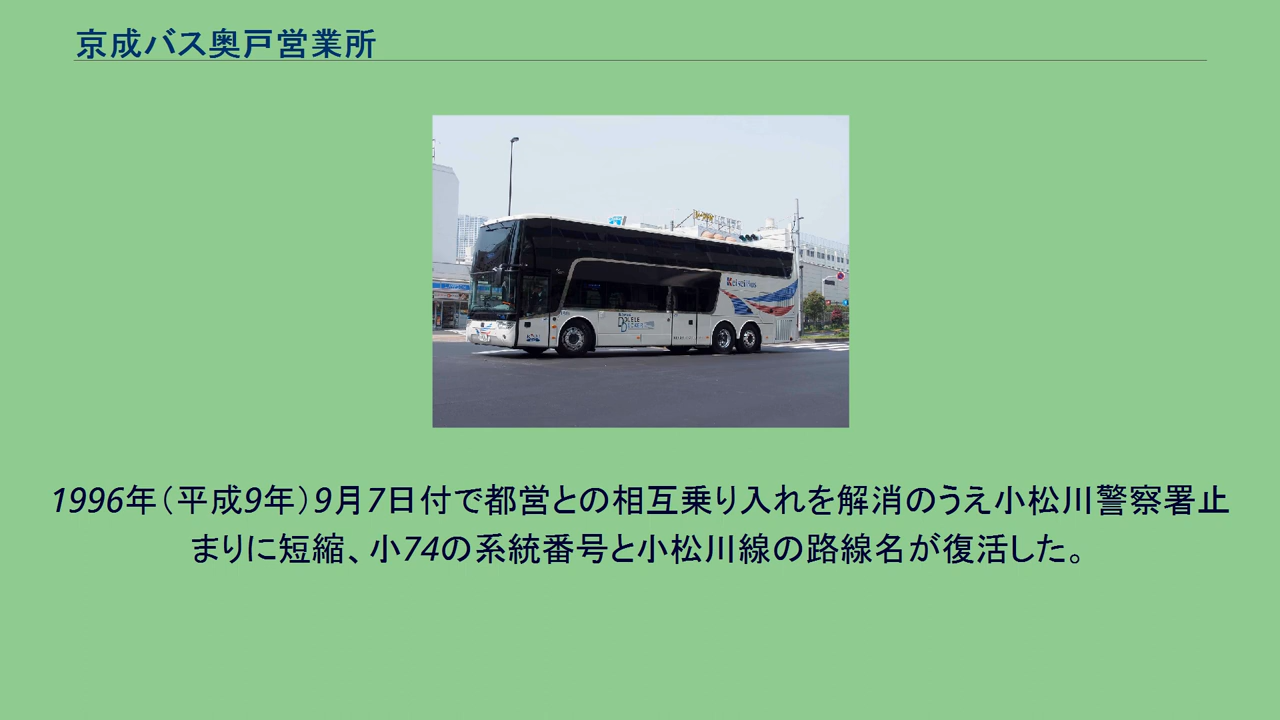 京成バス奥戸営業所
Keisei Bus
1996年（平成9年）9月7日付で都営との相互乗り入れを解消のうえ小松川警察署止
まりに短縮、小74の系統番号と小松川線の路線名が復活した。